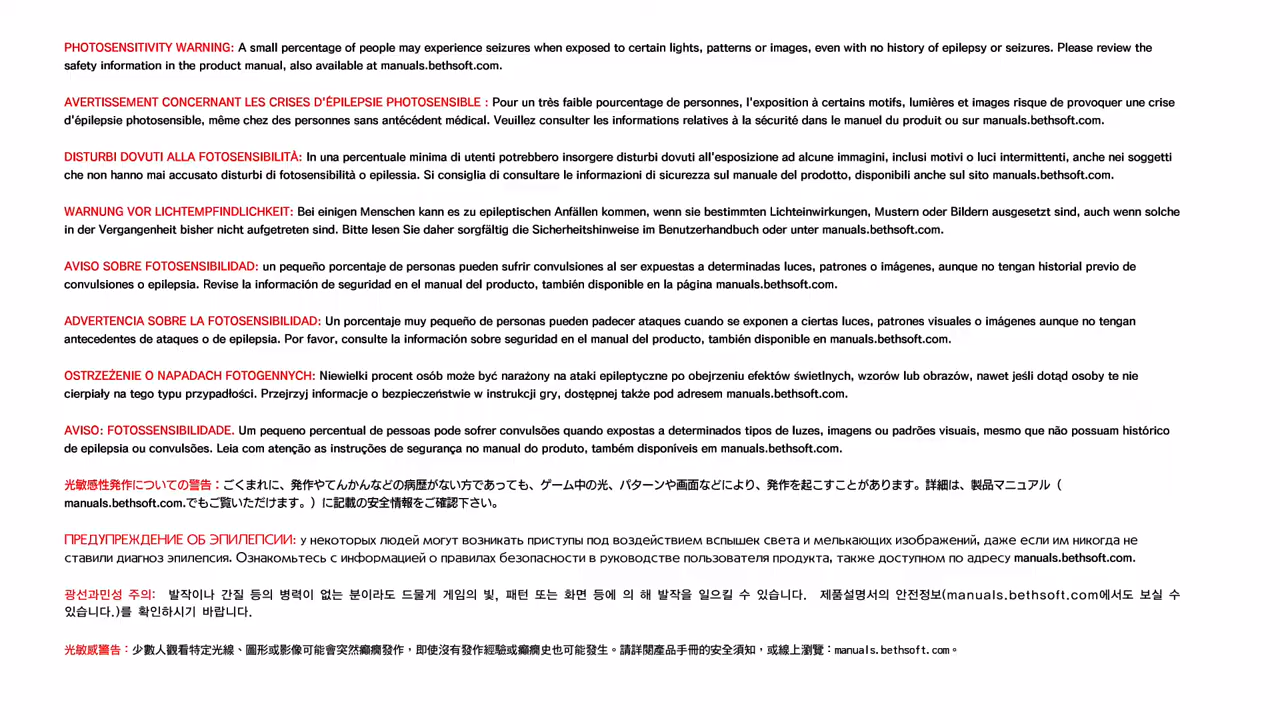 PHOTOSENSITIVITY WARNING: A small percentage of people may experience seizures when exposed to certain lights, patterns or images, even with no history of epilepsy or seizures. Please review the
safety information in the product manual, also available at manuals.bethsoft.com.
AVERTISSEMENT CONCERNANT LES CRISES D'ÉPILEPSIE PHOTOSENSIBLE : Pour un très faible pourcentage de personnes, l'exposition à certains motifs, lumières et images risque de provoquer une crise
d'épilepsie photosensible, même chez des personnes sans antécédent médical. Veuillez consulter les informations relatives à la sécurité dans le manuel du produit ou sur manuals.bethsoft.com.
DISTURBI DOVUTI ALLA FOTOSENSIBILITÀ: In una percentuale minima di utenti potrebbero insorgere disturbi dovuti all'esposizione ad alcune immagini, inclusi motivi o luci intermittenti, anche nei soggetti
che non hanno mai accusato disturbi di fotosensibilità o epilessia. Si consiglia di consultare le informazioni di sicurezza sul manuale del prodotto, disponibili anche sul sito manuals.bethsoft.com.
WARNUNG VOR LICHTEMPFINDLICHKEIT: Bei einigen Menschen kann es zu epileptischen Anfällen kommen, wenn sie bestimmten Lichteinwirkungen, Mustern oder Bildern ausgesetzt sind, auch wenn solche
in der Vergangenheit bisher nicht aufgetreten sind. Bitte lesen Sie daher sorgfältig die Sicherheitshinweise im Benutzerhandbuch oder unter manuals.bethsoft.com.
AVISO SOBRE FOTOSENSIBILIDAD: un pequeño porcentaje de personas pueden sufrir convulsiones al ser expuestas a determinadas luces, patrones o imágenes, aunque no tengan historial previo de
convulsiones o epilepsia. Revise la información de seguridad en el manual del producto, también disponible en la página manuals.bethsoft.com.
ADVERTENCIA SOBRE LA FOTOSENSIBILIDAD: Un porcentaje muy pequeño de personas pueden padecer ataques cuando se exponen a ciertas luces, patrones visuales o imágenes aunque no tengan
antecedentes de ataques o de epilepsia. Por favor, consulte la información sobre seguridad en el manual del producto, también disponible en manuals.bethsoft.com.
OSTRZEŻENIE O NAPADACH FOTOGENNYCH: Niewielki procent osób może być narażony na ataki epileptyczne po obejrzeniu efektów świetlnych, wzorów lub obrazów, nawet jeśli dotąd osoby te nie
cierpiały na tego typu przypadłości. Przejrzyj informacje o bezpieczeństwie w instrukcji gry, dostępnej także pod adresem manuals.bethsoft.com.
AVISO: FOTOSSENSIBILIDADE. Um pequeno percentual de pessoas pode sofrer convulsões quando expostas a determinados tipos de luzes, imagens ou padrões visuais, mesmo que não possuam histórico
de epilepsia ou convulsões. Leia com atenção as instruções de segurança no manual do produto, também disponíveis em manuals.bethsoft.com.
光敏感性発作についての警告：ごくまれに、発作やてんかんなどの病歴がない方であっても、ゲーム中の光、パターンや画面などにより、発作を起こすことがあります。詳細は、製品マニュアル（
manuals.bethsoft.com.でもご覧いただけます。）に記載の安全情報をご確認下さい。
ПРЕДУПРЕЖДЕНИЕ ОБ ЭПИЛЕПСИИ: у некоторых людей могут возникать приступы под воздействием вспышек света и мелькающих изображений, даже если им никогда не
ставили диагноз эпилепсия. Ознакомьтесь с информацией о правилах безопасности в руководстве пользователя продукта, также доступном по адресу manuals.bethsoft.com.
광선과민성 주의: 발작이나 간질 등의 병력이 없는 분이라도 드물게 게임의 빛, 패턴 또는 화면 등에 의 해 발작을 일으킬 수 있습니다. 제품설명서의 안전정보(manuals.bethsoft.com에서도 보실 수
있습니다.)를 확인하시기 바랍니다.
光敏感警告：少數人觀看特定光線、圖形或影像可能會突然癲癇發作，即使沒有發作經驗或癲癇史也可能發生。請詳閱產品手冊的安全須知，或線上瀏覽：manuals.bethsoft.com。